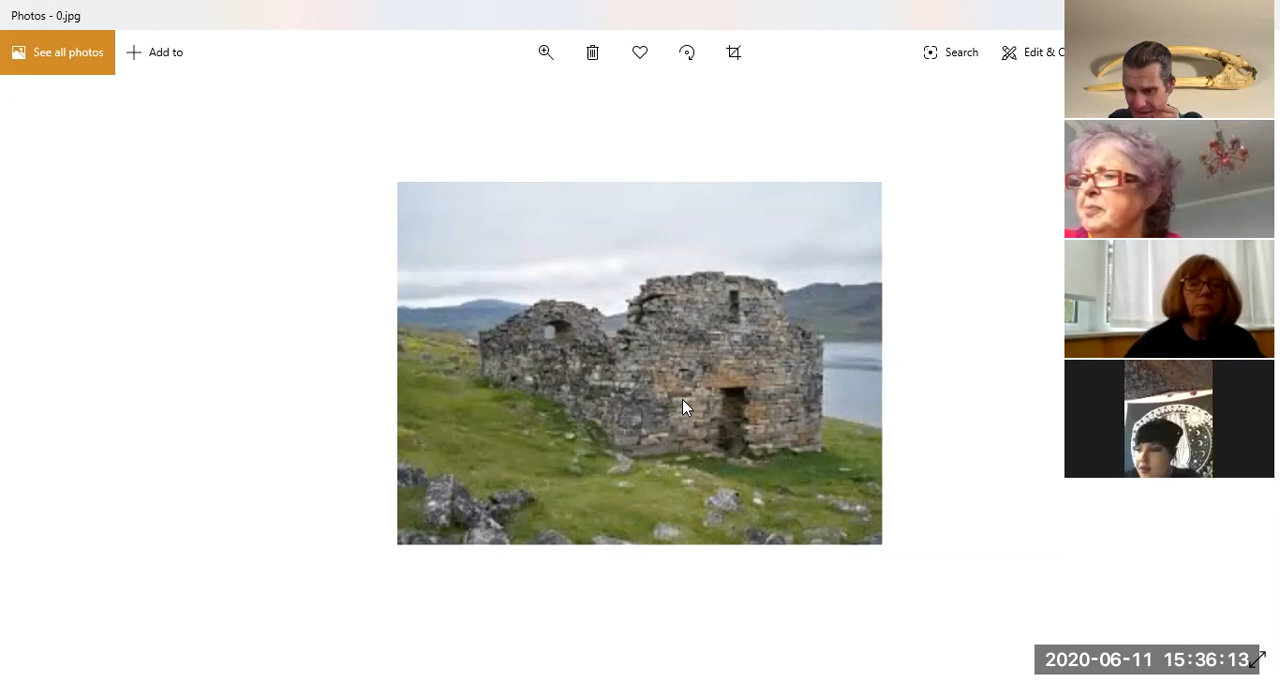 Photos - 0.jpg
See all photos
Add to
Search
Edit & C
2020-06-11 15:36:13